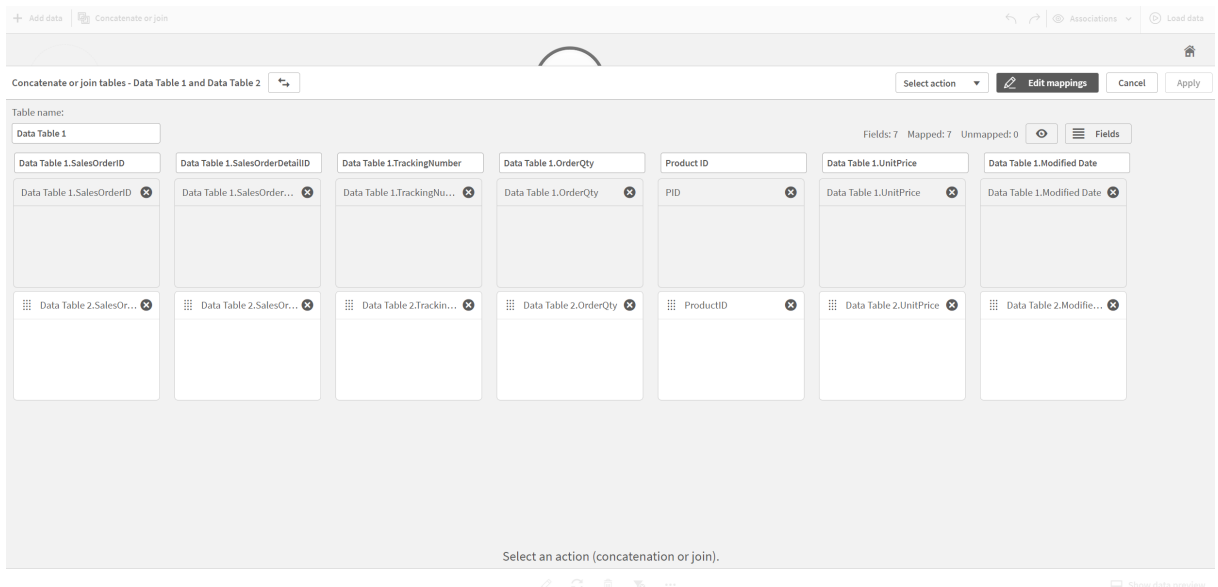 Add data Concatenate or join Associations Load data
Concatenate or join tables - Data Table 1 and Data Table 2 Select action Edit mappings Cancel Apply
Table name:
Data Table 1 Fields: 7 Mapped: 7 Unmapped: 0 Fields
Data Table 1.SalesOrderID Data Table 1.SalesOrderDetailID Data Table 1.TrackingNumber Data Table 1.OrderQty Product ID Data Table 1.UnitPrice Data Table 1.Modified Date
Data Table 1.SalesOrderID Data Table 1.SalesOrder... Data Table 1.TrackingNu... Data Table 1.OrderQty PID Data Table 1.UnitPrice Data Table 1.Modified Date
Data Table 2.SalesOr... Data Table 2.SalesOr... Data Table 2.Trackin... Data Table 2.OrderQty ProductID Data Table 2.UnitPrice Data Table 2.Modifie...
Select an action (concatenation or join).
Show data preview